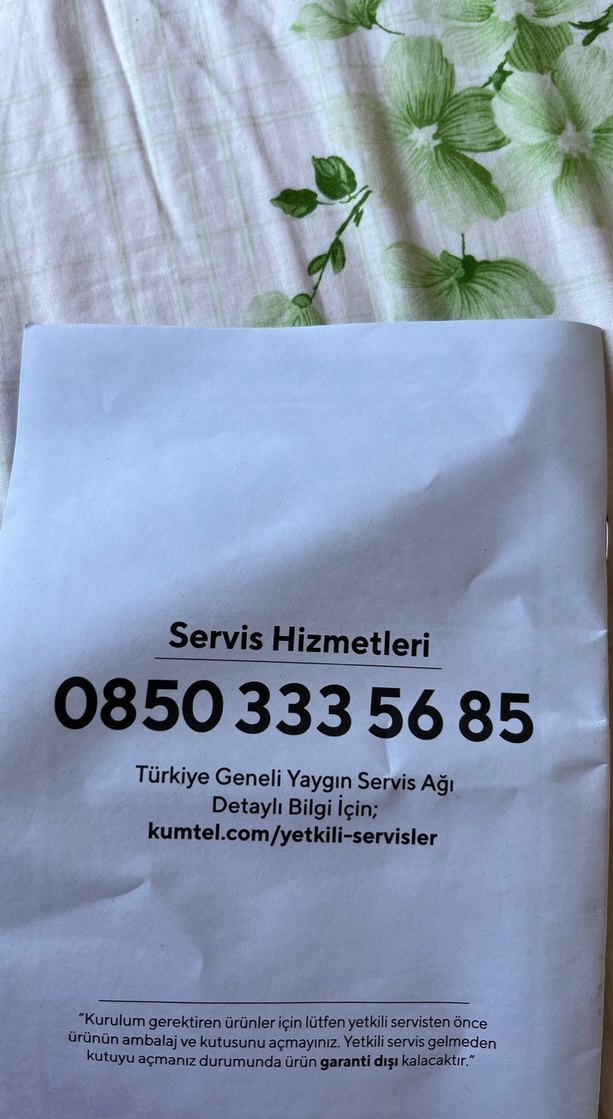 Servis Hizmetleri
0850 333 56 85
Türkiye Geneli Yaygın Servis Ağı
Detaylı Bilgi İçin;
kumtel.com/yetkili-servisler
“Kurulum gerektiren ürünler için lütfen yetkili servisten önce
ürünün ambalaj ve kutusunu açmayınız. Yetkili servis gelmeden
kutuyu açmanız durumunda ürün garanti dışı kalacaktır.”